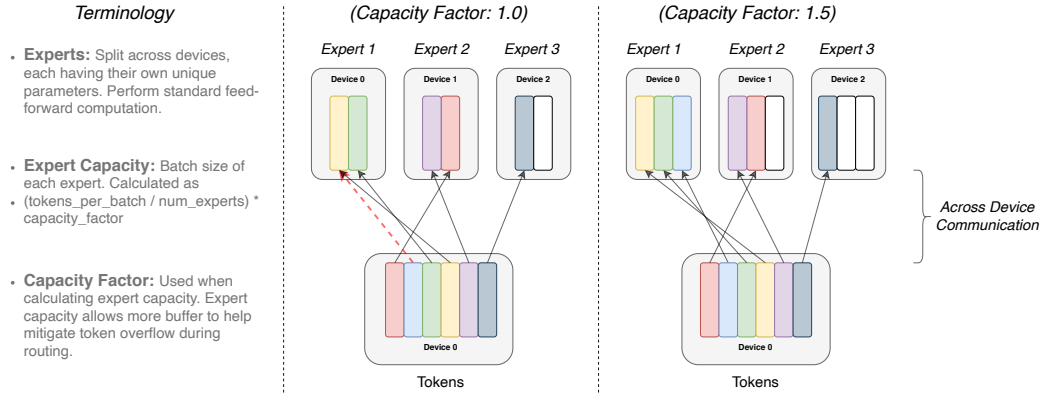 Terminology
• Experts: Split across devices,
each having their own unique
parameters. Perform standard feed-
forward computation.
• Expert Capacity: Batch size of
each expert. Calculated as
• (tokens_per_batch / num_experts) *
capacity_factor
• Capacity Factor: Used when
calculating expert capacity. Expert
capacity allows more buffer to help
mitigate token overflow during
routing.
(Capacity Factor: 1.0)
Expert 1 Expert 2 Expert 3
Device 0 Device 1 Device 2
Device 0
Tokens
(Capacity Factor: 1.5)
Expert 1 Expert 2 Expert 3
Device 0 Device 1 Device 2
Device 0
Tokens
Across Device
Communication